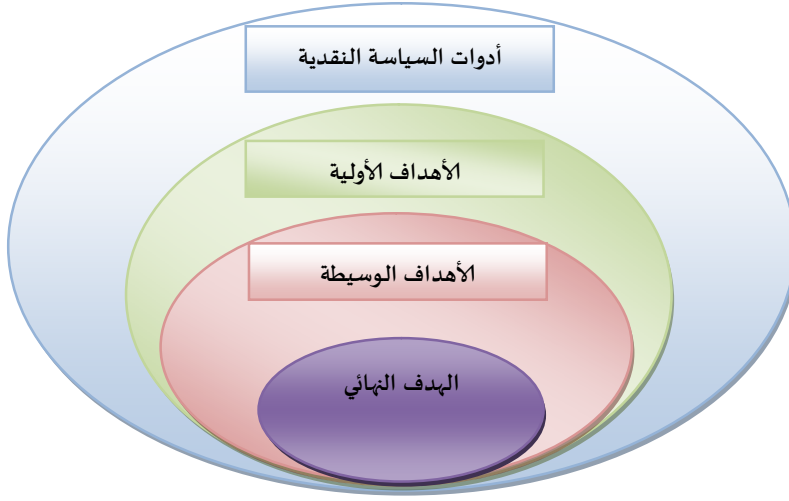 أدوات السياسة النقدية
الأهداف الأولية
الأهداف الوسيطة
الهدف النهائي